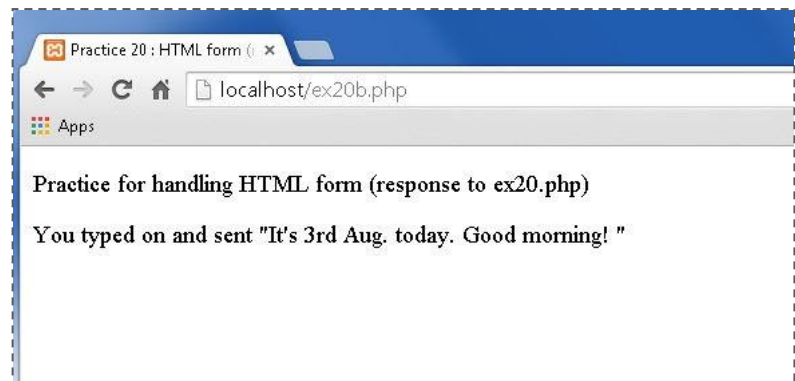 Practice 20 : HTML form (
localhost/ex20b.php
Apps
Practice for handling HTML form (response to ex20.php)
You typed on and sent "It's 3rd Aug. today. Good morning! "